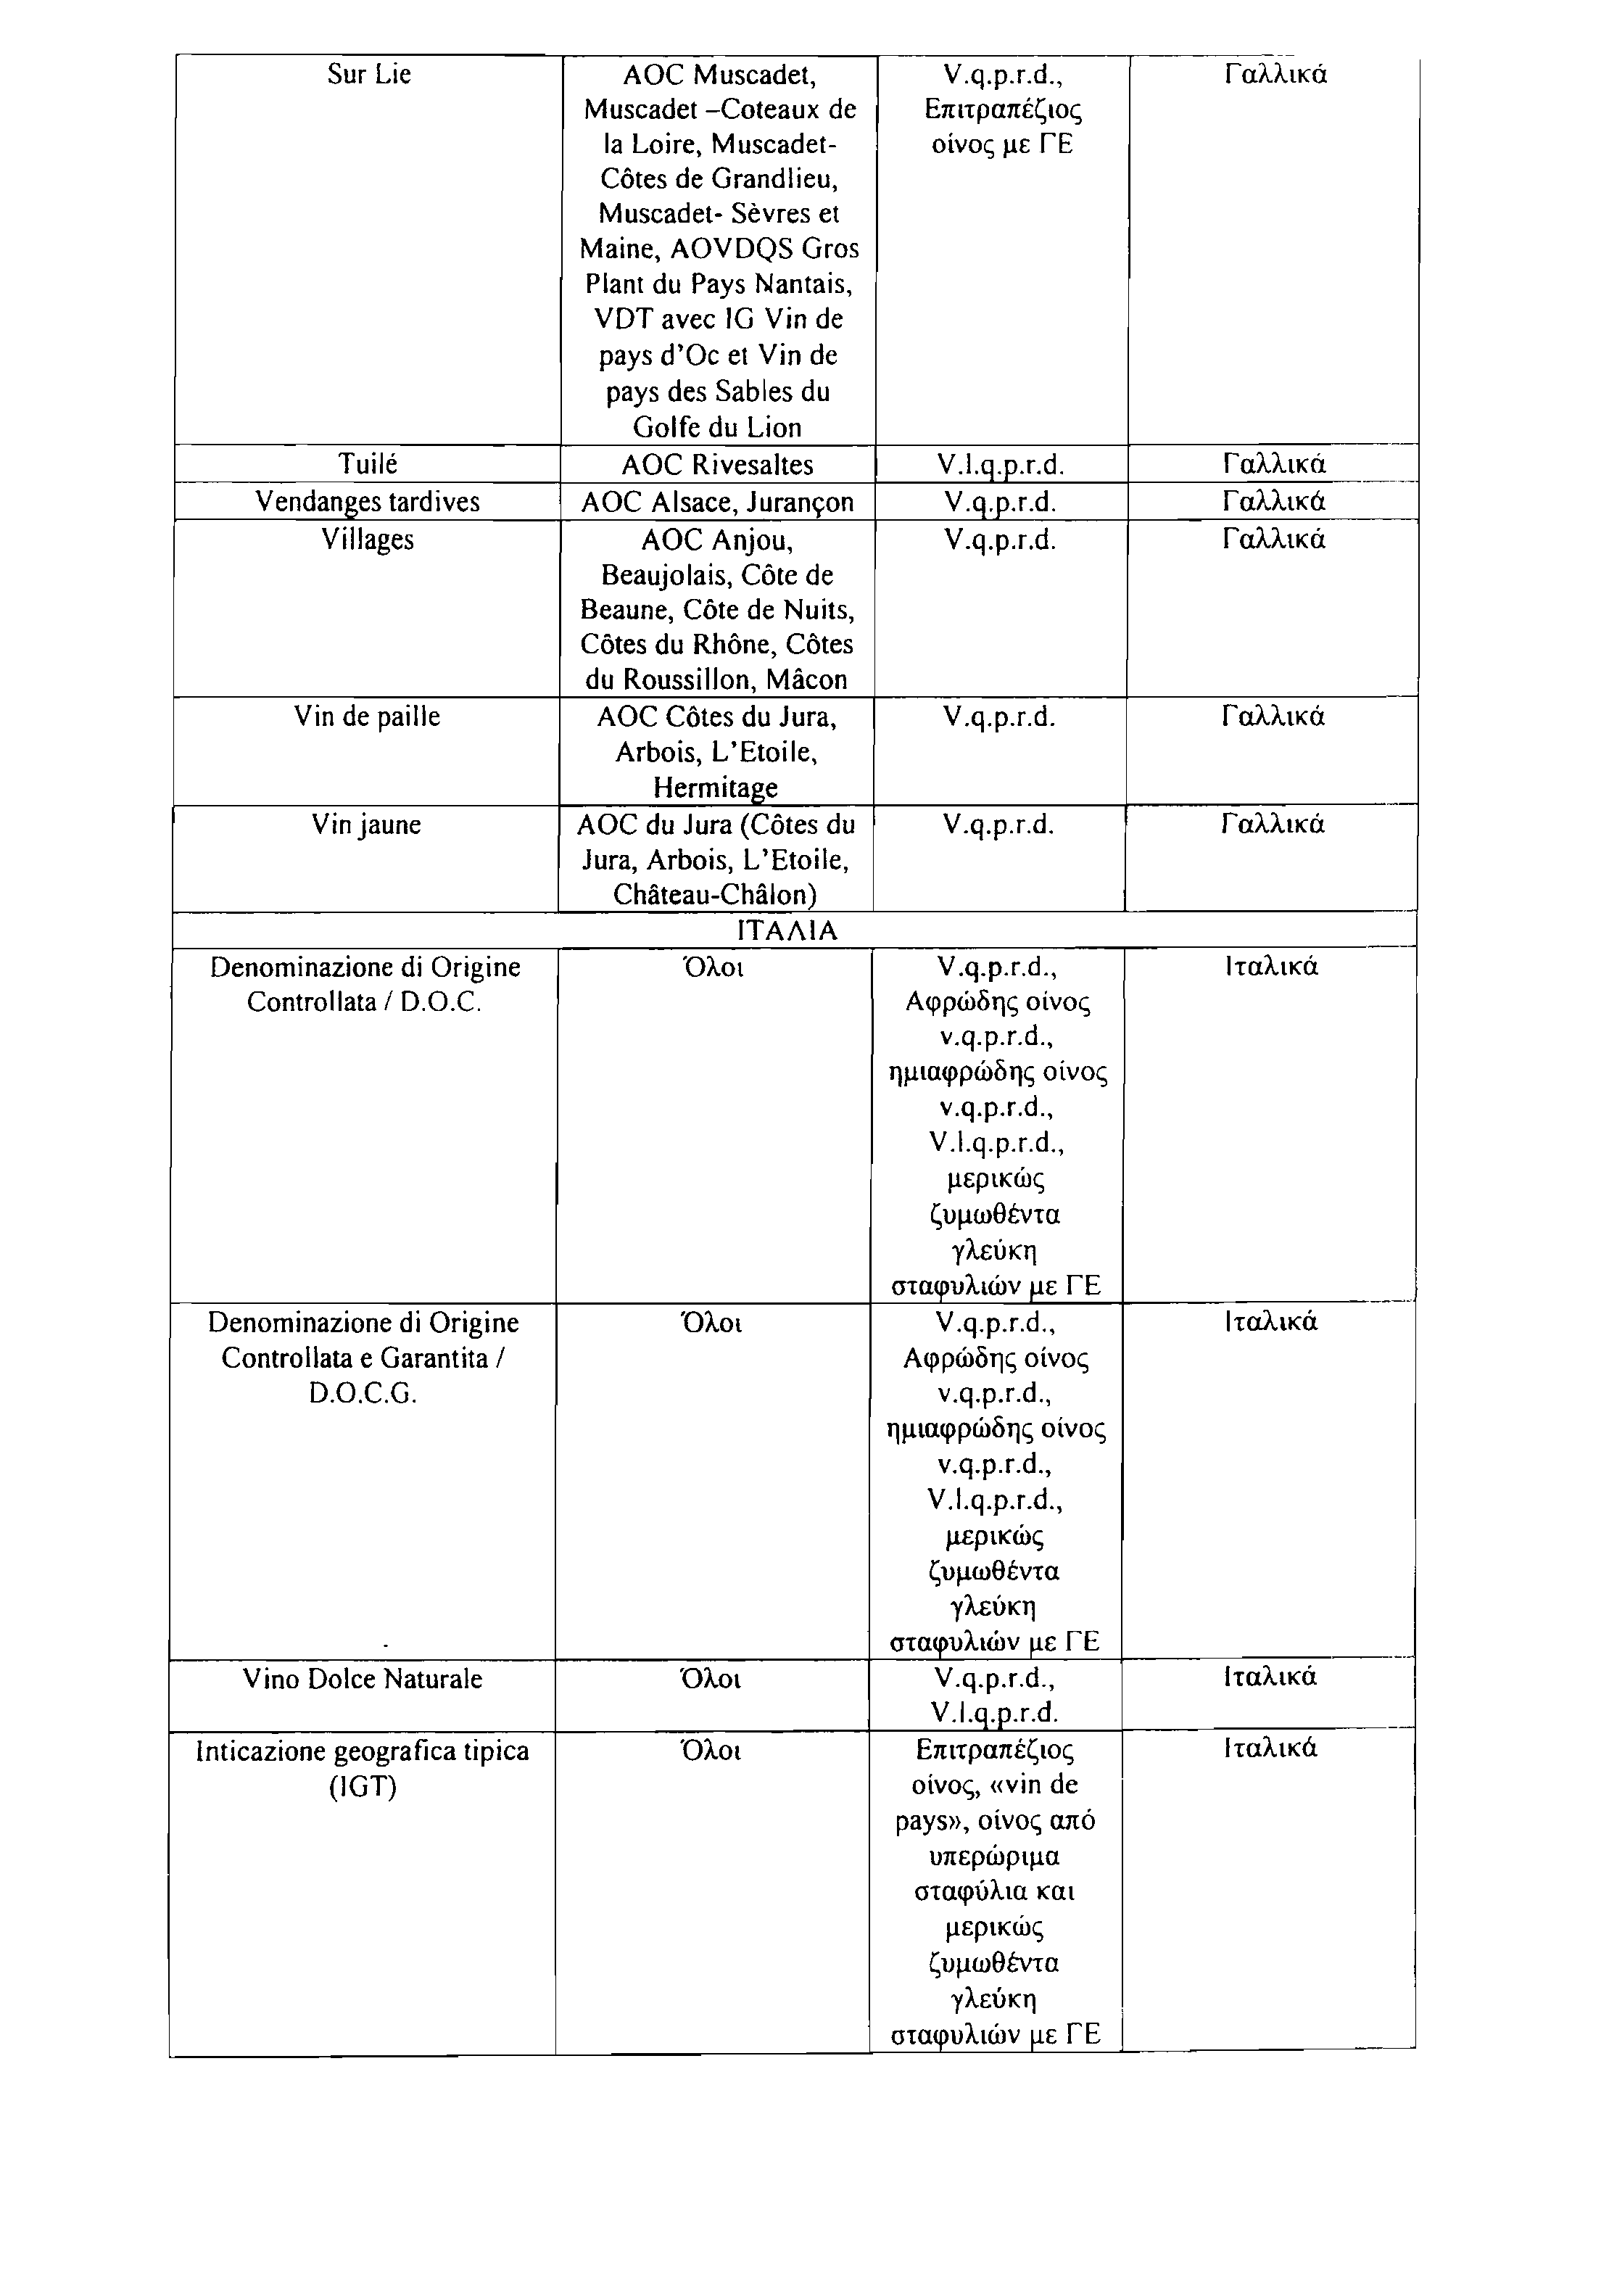 Sur Lie
AOC Muscadet,
Muscadet –Coteaux de
la Loire, Muscadet-
Côtes de Grandlieu,
Muscadet- Sèvres et
Maine, AOVDQS Gros
Plant du Pays Nantais,
VDT avec IG Vin de
pays d’Oc et Vin de
pays des Sables du
Golfe du Lion
V.q.p.r.d.,
Επιτραπέζιος
οίνος με ΓΕ
Γαλλικά
Tuilé
AOC Rivesaltes
V.l.q.p.r.d.
Γαλλικά
Vendanges tardives
AOC Alsace, Jurançon
V.q.p.r.d.
Γαλλικά
Villages
AOC Anjou,
Beaujolais, Côte de
Beaune, Côte de Nuits,
Côtes du Rhône, Côtes
du Roussillon, Mâcon
V.q.p.r.d.
Γαλλικά
Vin de paille
AOC Côtes du Jura,
Arbois, L’Etoile,
Hermitage
V.q.p.r.d.
Γαλλικά
Vin jaune
AOC du Jura (Côtes du
Jura, Arbois, L’Etoile,
Château-Châlon)
V.q.p.r.d.
Γαλλικά
ΙΤΑΛΙΑ
Denominazione di Origine
Controllata / D.O.C.
Όλοι
V.q.p.r.d.,
Αφρώδης οίνος
v.q.p.r.d.,
ημιαφρώδης οίνος
v.q.p.r.d.,
V.l.q.p.r.d.,
μερικώς
ζυμωθέντα
γλεύκη
σταφυλιών με ΓΕ
Ιταλικά
Denominazione di Origine
Controllata e Garantita /
D.O.C.G.
Όλοι
V.q.p.r.d.,
Αφρώδης οίνος
v.q.p.r.d.,
ημιαφρώδης οίνος
v.q.p.r.d.,
V.l.q.p.r.d.,
μερικώς
ζυμωθέντα
γλεύκη
σταφυλιών με ΓΕ
Ιταλικά
Vino Dolce Naturale
Όλοι
V.q.p.r.d.,
V.l.q.p.r.d.
Ιταλικά
Inticazione geografica tipica
(IGT)
Όλοι
Επιτραπέζιος
οίνος, «vin de
pays», οίνος από
υπερώριμα
σταφύλια και
μερικώς
ζυμωθέντα
γλεύκη
σταφυλιών με ΓΕ
Ιταλικά